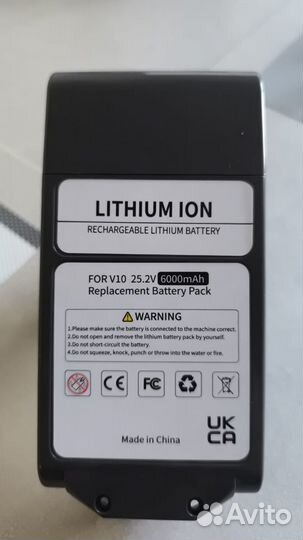 LITHIUM ION
RECHARGEABLE LITHIUM BATTERY
FOR V10 25.2V 6000mAh
Replacement Battery Pack
WARNING
1.Please make sure the battery is connected to the machine correct.
2.Do not open and remove the lithium battery pack by yourself.
3.Do not short-circuit the battery.
4.Do not squeeze, knock, punch or throw into the water or fire.
CE FC
UK
CA
Made in China
Avito